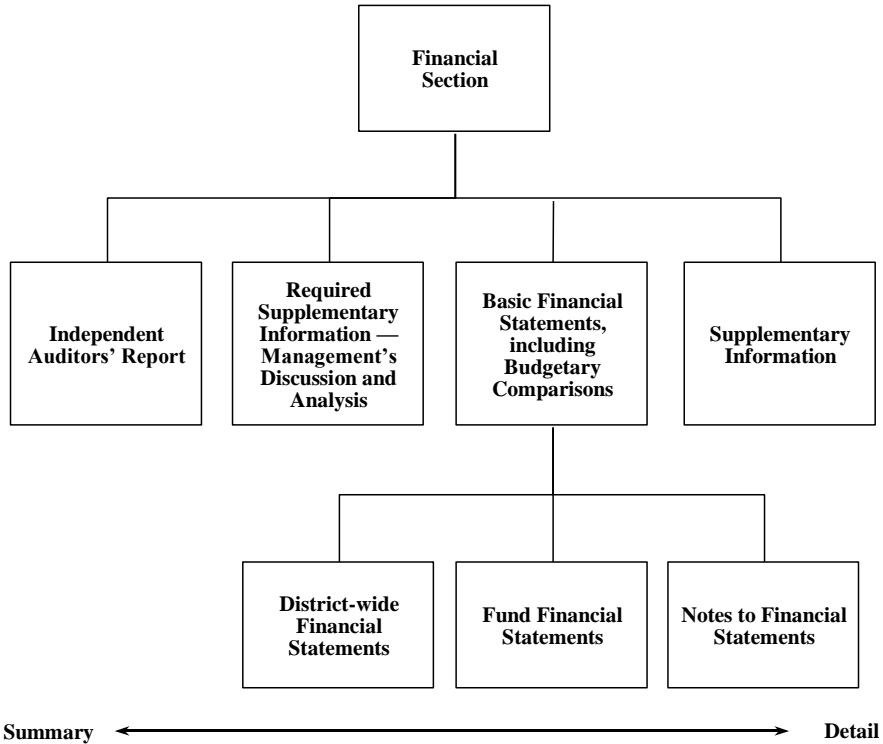 Financial
Section
Independent
Auditors’ Report
Required
Supplementary
Information —
Management’s
Discussion and
Analysis
Basic Financial
Statements,
including
Budgetary
Comparisons
Supplementary
Information
District-wide
Financial
Statements
Fund Financial
Statements
Notes to Financial
Statements
Summary
Detail